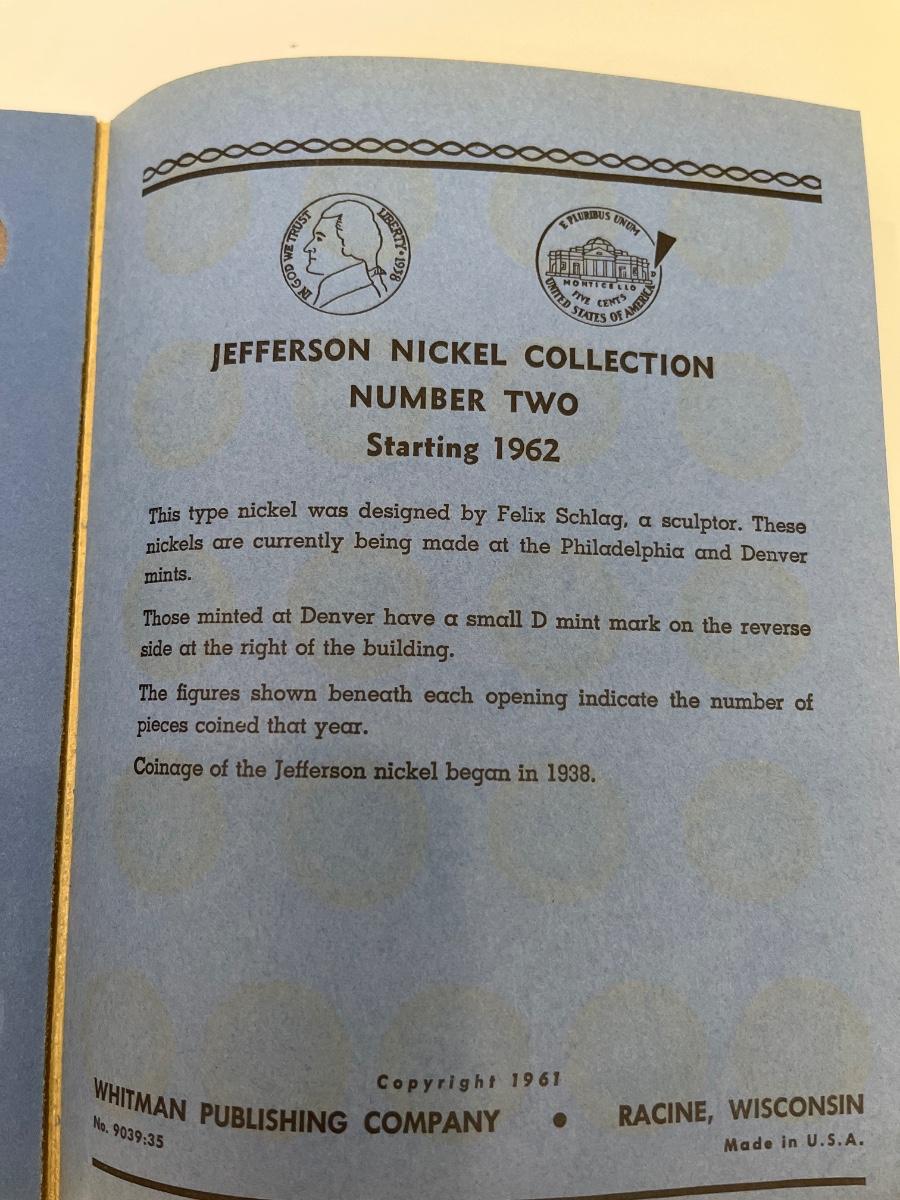 IN GOD WE TRUST LIBERTY • 1938
E PLURIBUS UNUM
D
MONTICELLO
FIVE CENTS
UNITED STATES OF AMERICA
JEFFERSON NICKEL COLLECTION
NUMBER TWO
Starting 1962
This type nickel was designed by Felix Schlag, a sculptor. These
nickels are currently being made at the Philadelphia and Denver
mints.
Those minted at Denver have a small D mint mark on the reverse
side at the right of the building.
The figures shown beneath each opening indicate the number of
pieces coined that year.
Coinage of the Jefferson nickel began in 1938.
Copyright 1961
WHITMAN PUBLISHING COMPANY • RACINE, WISCONSIN
No. 9039:35 Made in U.S.A.